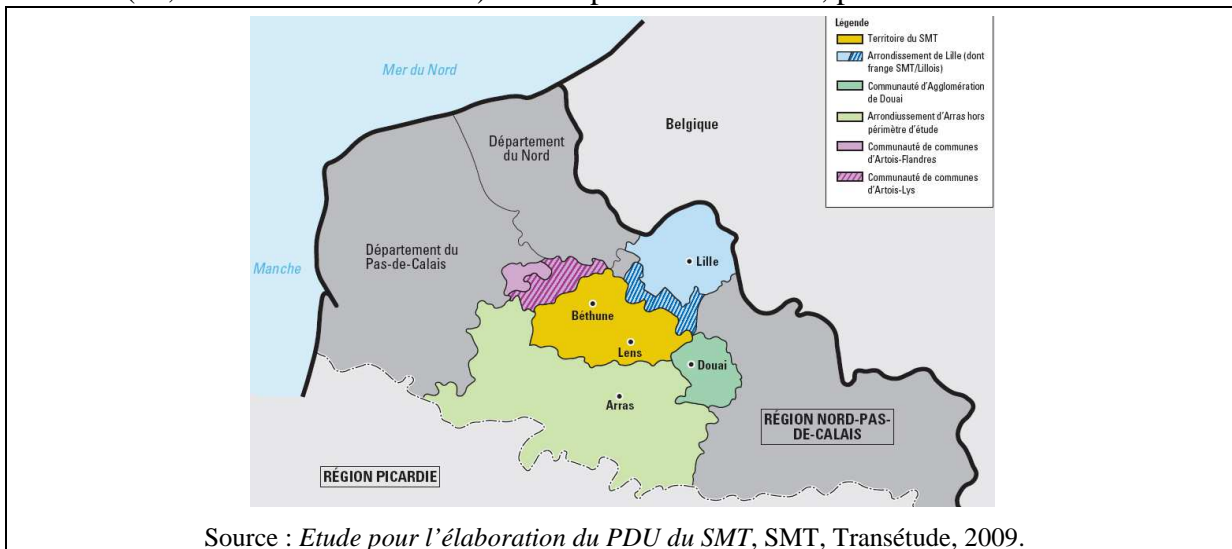 Légende
Territoire du SMT
Arrondissement de Lille (dont
frange SMT/Lillois)
Communauté d'Agglomération
de Douai
Arrondiussement d'Arras hors
périmètre d'étude
Communauté de communes
d'Artois-Flandres
Communauté de communes
d'Artois-Lys
Mer du Nord
Belgique
Département
du Nord
Département du
Pas-de-Calais
Manche
Lille
Béthune
Lens
Douai
Arras
RÉGION NORD-PAS-
DE-CALAIS
RÉGION PICARDIE
Source : Etude pour l'élaboration du PDU du SMT, SMT, Transétude, 2009.